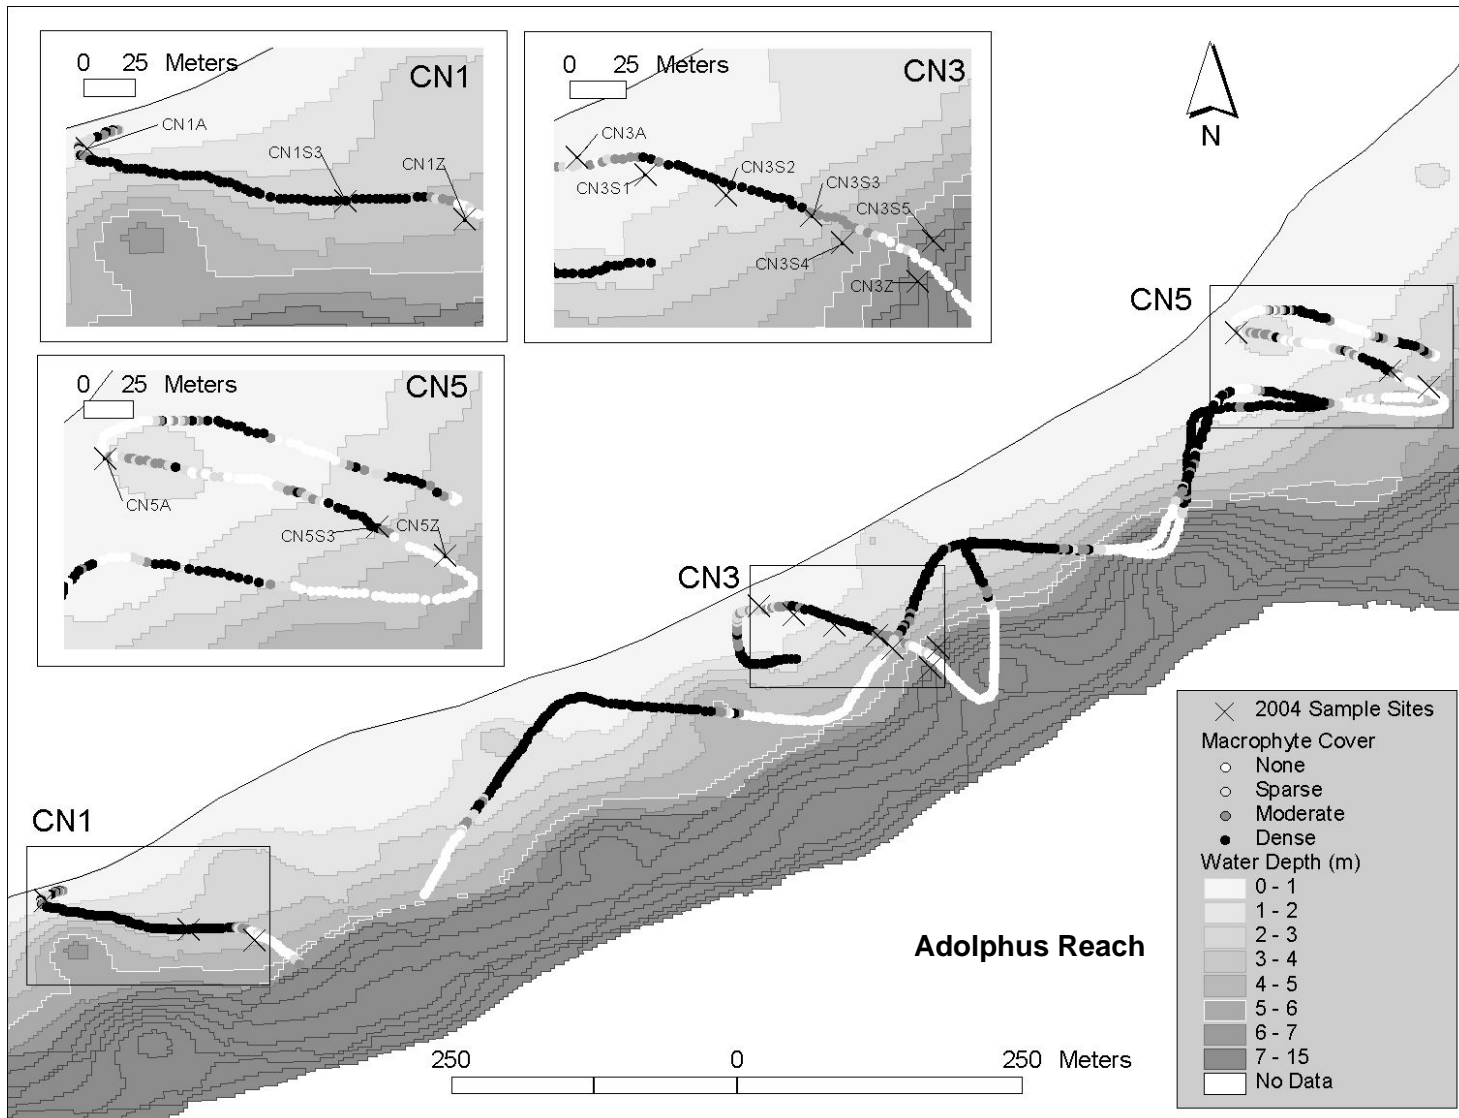 0 25 Meters
CN1
CN1A
CN1S3
CN1Z
0 25 Meters
CN3
CN3A
CN3S1
CN3S2
CN3S3
CN3S5
CN3S4
CN3Z
N
0 25 Meters
CN5
CN5A
CN5S3
CN5Z
CN5
CN3
CN1
Adolphus Reach
250 0 250 Meters
2004 Sample Sites
Macrophyte Cover
None
Sparse
Moderate
Dense
Water Depth (m)
0 - 1
1 - 2
2 - 3
3 - 4
4 - 5
5 - 6
6 - 7
7 - 15
No Data